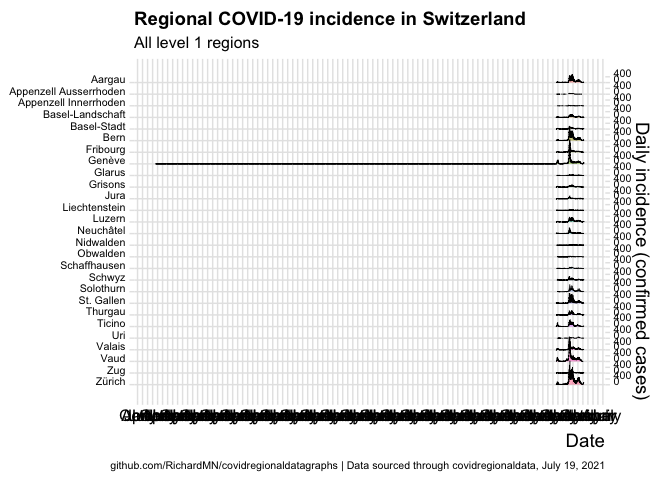 Regional COVID-19 incidence in Switzerland
All level 1 regions
Aargau
Appenzell Ausserrhoden
Appenzell Innerrhoden
Basel-Landschaft
Basel-Stadt
Bern
Fribourg
Genève
Glarus
Grisons
Jura
Liechtenstein
Luzern
Neuchâtel
Nidwalden
Obwalden
Schaffhausen
Schwyz
Solothurn
St. Gallen
Thurgau
Ticino
Uri
Valais
Vaud
Zug
Zürich
400
0
Daily incidence (confirmed cases)
Date
github.com/RichardMN/covidregionaldatagraphs | Data sourced through covidregionaldata, July 19, 2021